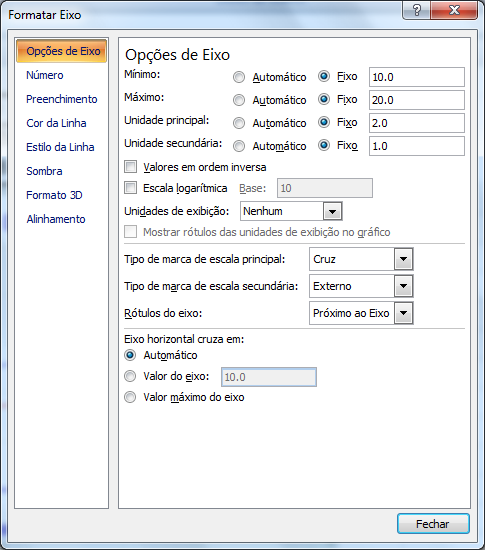 Formatar Eixo
Opções de Eixo
Número
Preenchimento
Cor da Linha
Estilo da Linha
Sombra
Formato 3D
Alinhamento
Opções de Eixo
Mínimo: Automático Fixo 10.0
Máximo: Automático Fixo 20.0
Unidade principal: Automático Fixo 2.0
Unidade secundária: Automático Fixo 1.0
Valores em ordem inversa
Escala logarítmica Base: 10
Unidades de exibição: Nenhum
Mostrar rótulos das unidades de exibição no gráfico
Tipo de marca de escala principal: Cruz
Tipo de marca de escala secundária: Externo
Rótulos do eixo: Próximo ao Eixo
Eixo horizontal cruza em:
Automático
Valor do eixo: 10.0
Valor máximo do eixo
Fechar